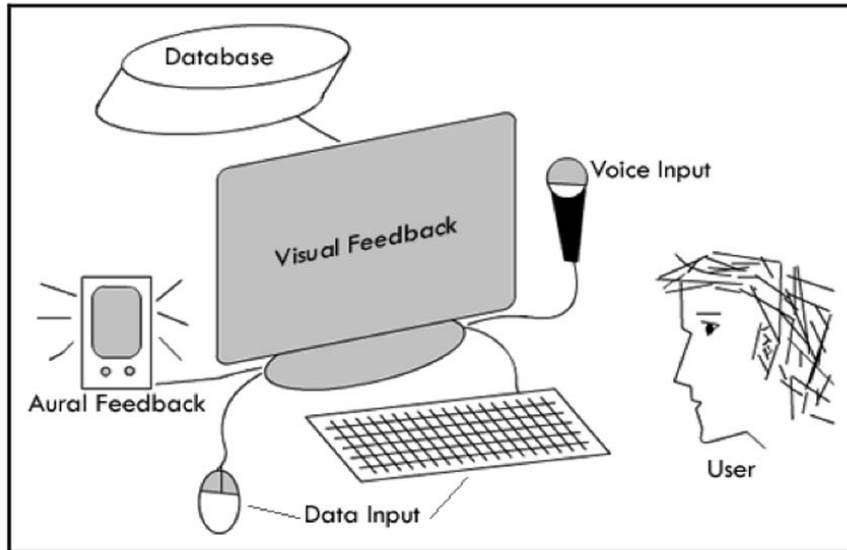 Database
Voice Input
Visual Feedback
Aural Feedback
User
Data Input